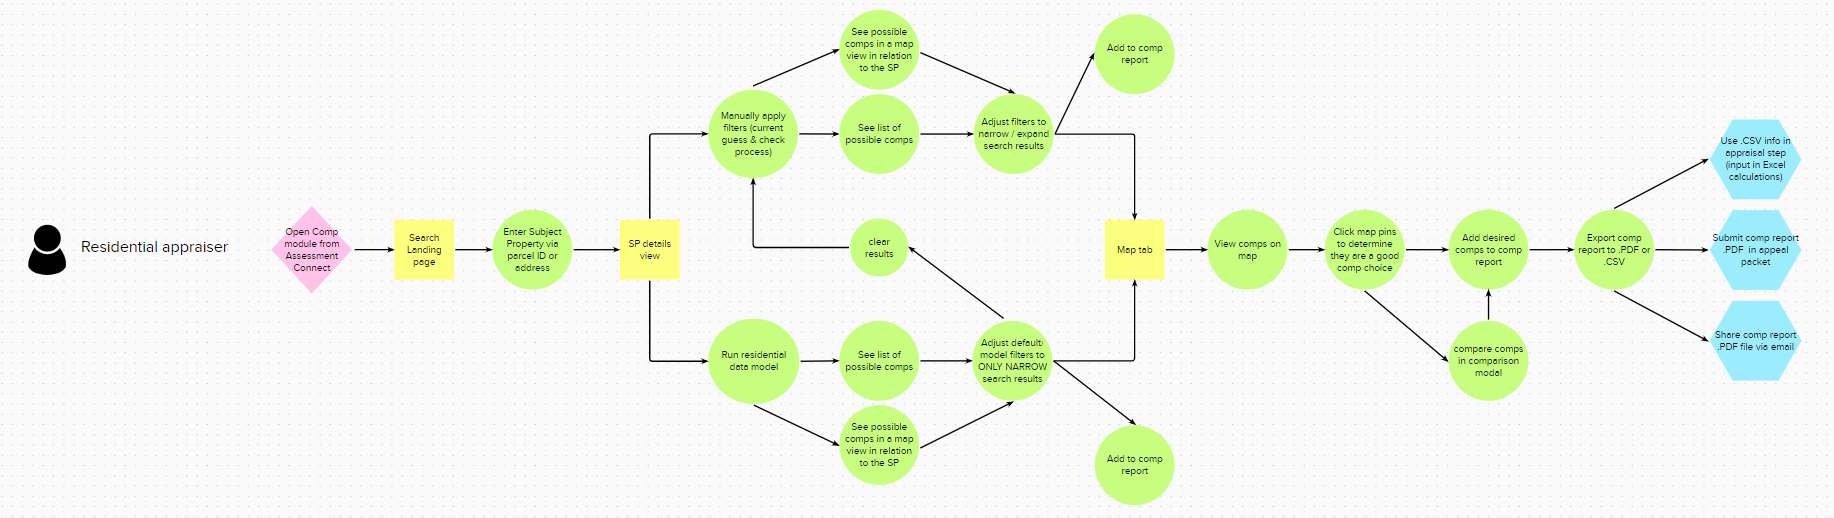 Residential appraiser
Open Comp
module from
Assessment
Connect
Search
Landing
page
Enter Subject
Property via
parcel ID or
address
SP details
view
Manually apply
filters (current
guess & check
process)
See possible
comps in a map
view in relation
to the SP
See list of
possible comps
Adjust filters to
narrow / expand
search results
Add to comp
report
clear
results
Run residential
data model
See list of
possible comps
See possible
comps in a map
view in relation
to the SP
Adjust default/
model filters to
ONLY NARROW
search results
Add to comp
report
Map tab
View comps on
map
Click map pins
to determine
they are a good
comp choice
Add desired
comps to comp
report
compare comps
in comparison
modal
Export comp
report to .PDF or
.CSV
Use .CSV info in
appraisal step
(input in Excel
calculations)
Submit comp report
.PDF in appeal
packet
Share comp report
.PDF file via email